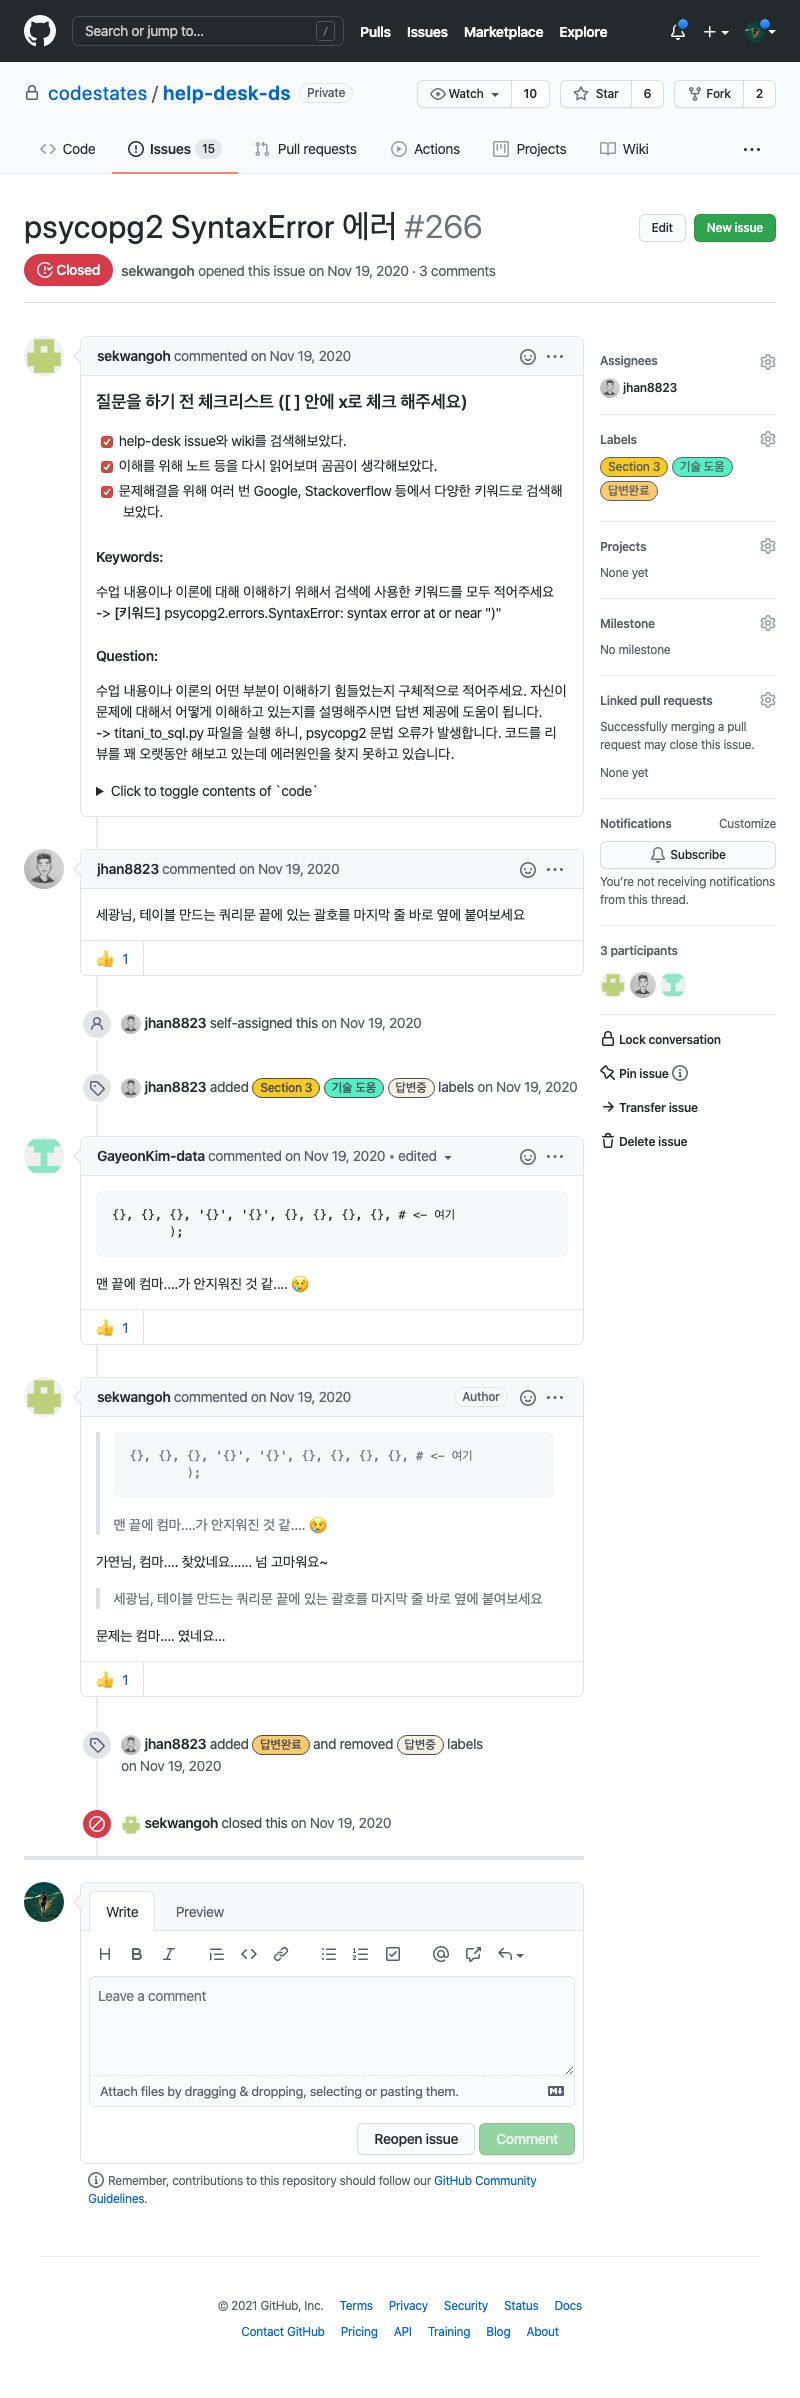 Search or jump to... /
Pulls Issues Marketplace Explore
codestates / help-desk-ds Private
Watch 10 Star 6 Fork 2
Code Issues 15 Pull requests Actions Projects Wiki ...
psycopg2 SyntaxError 에러 #266
Edit New issue
Closed sekwangoh opened this issue on Nov 19, 2020 · 3 comments
sekwangoh commented on Nov 19, 2020
질문을 하기 전 체크리스트 ([ ] 안에 x로 체크 해주세요)
help-desk issue와 wiki를 검색해보았다.
이해를 위해 노트 등을 다시 읽어보며 곰곰이 생각해보았다.
문제해결을 위해 여러 번 Google, Stackoverflow 등에서 다양한 키워드로 검색해
보았다.
Keywords:
수업 내용이나 이론에 대해 이해하기 위해서 검색에 사용한 키워드를 모두 적어주세요
-> [키워드] psycopg2.errors.SyntaxError: syntax error at or near ")"
Question:
수업 내용이나 이론의 어떤 부분이 이해하기 힘들었는지 구체적으로 적어주세요. 자신이
문제에 대해서 어떻게 이해하고 있는지를 설명해주시면 답변 제공에 도움이 됩니다.
-> titani_to_sql.py 파일을 실행 하니, psycopg2 문법 오류가 발생합니다. 코드를 리
뷰를 꽤 오랫동안 해보고 있는데 에러원인을 찾지 못하고 있습니다.
Click to toggle contents of `code`
Assignees
jhan8823
Labels
Section 3 기술 도움
답변완료
Projects
None yet
Milestone
No milestone
Linked pull requests
Successfully merging a pull
request may close this issue.
None yet
Notifications Customize
Subscribe
You're not receiving notifications
from this thread.
3 participants
Lock conversation
Pin issue
Transfer issue
Delete issue
jhan8823 commented on Nov 19, 2020
세광님, 테이블 만드는 쿼리문 끝에 있는 괄호를 마지막 줄 바로 옆에 붙여보세요
👍 1
jhan8823 self-assigned this on Nov 19, 2020
jhan8823 added Section 3 기술 도움 답변중 labels on Nov 19, 2020
GayeonKim-data commented on Nov 19, 2020 • edited
{}, {}, {}, '{}', '{}', {}, {}, {}, {}, # <— 여기
);
맨 끝에 컴마....가 안지워진 것 같.... 😢
👍 1
sekwangoh commented on Nov 19, 2020 Author
{}, {}, {}, '{}', '{}', {}, {}, {}, {}, # <— 여기
);
맨 끝에 컴마....가 안지워진 것 같.... 😢
가연님, 컴마.... 찾았네요...... 넘 고마워요~
세광님, 테이블 만드는 쿼리문 끝에 있는 괄호를 마지막 줄 바로 옆에 붙여보세요
문제는 컴마.... 였네요...
👍 1
jhan8823 added 답변완료 and removed 답변중 labels
on Nov 19, 2020
sekwangoh closed this on Nov 19, 2020
Write Preview
Leave a comment
Attach files by dragging & dropping, selecting or pasting them.
Reopen issue Comment
Remember, contributions to this repository should follow our GitHub Community
Guidelines.
© 2021 GitHub, Inc. Terms Privacy Security Status Docs
Contact GitHub Pricing API Training Blog About